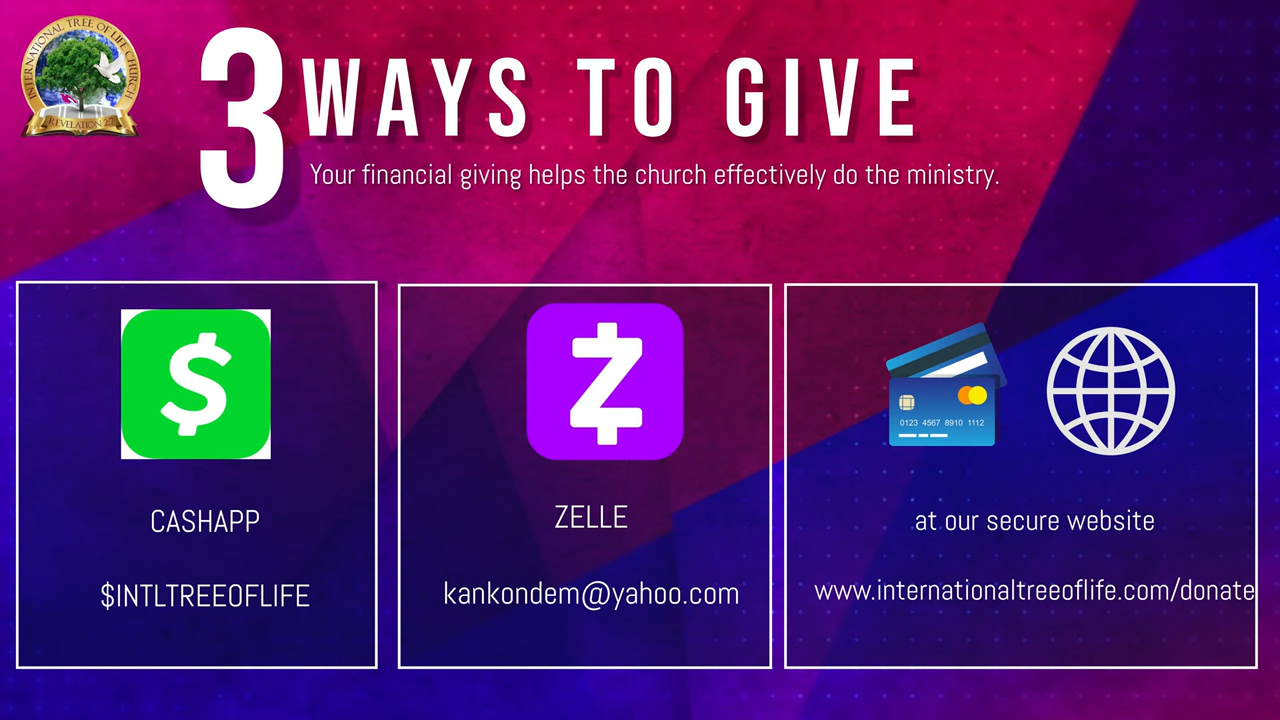 INTERNATIONAL TREE OF LIFE CHURCH
REVELATION 2:7
3 WAYS TO GIVE
Your financial giving helps the church effectively do the ministry.
$
CASHAPP
$INTLTREEOFLIFE
Z
ZELLE
kankondem@yahoo.com
0123 4567 8910 1112
at our secure website
www.internationaltreeoflife.com/donate